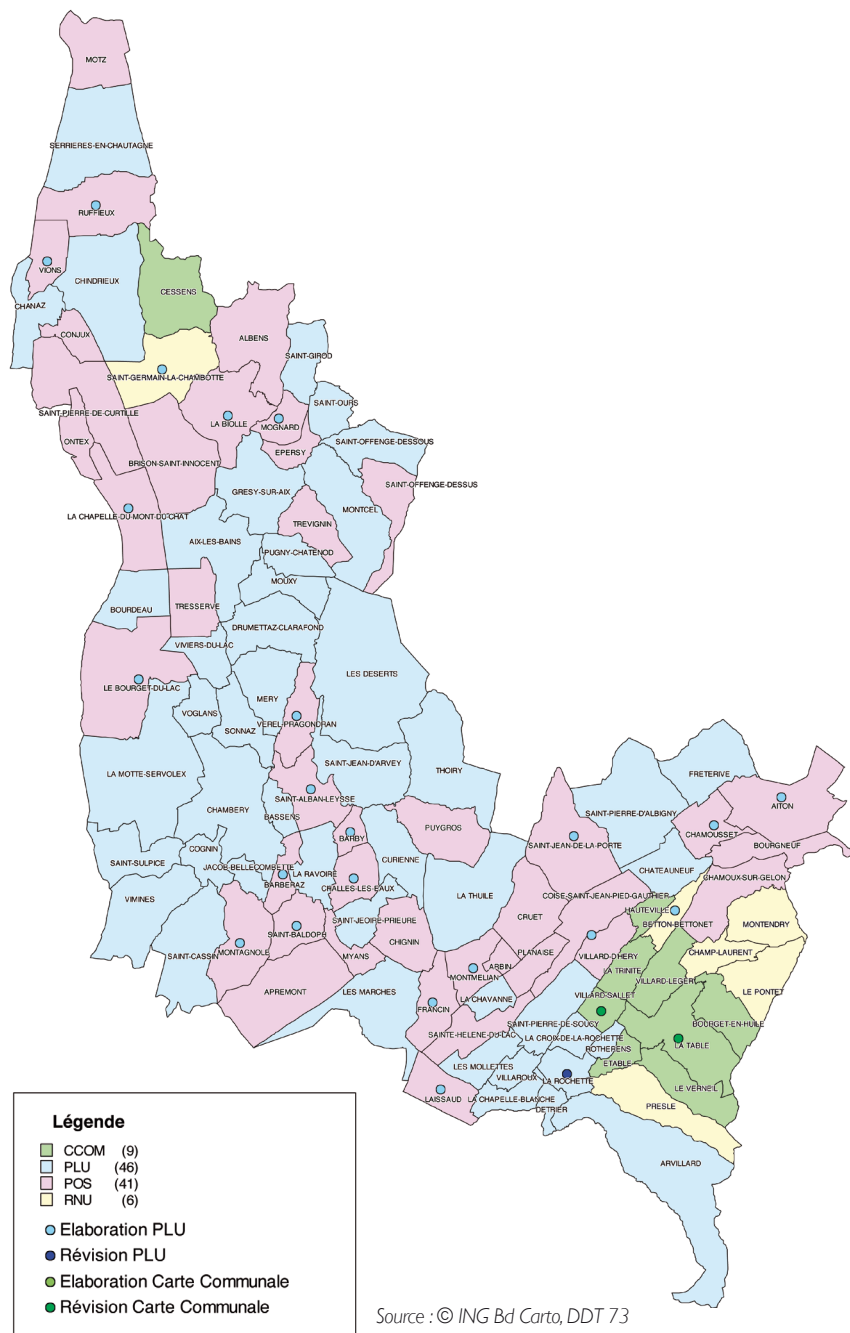 MOTZ
SERRIERES-EN-CHAUTAGNE
RUFFIEUX
VIONS
CHINDRIEUX
CESSENS
CHANAZ
CONJUX
ALBENS
SAINT-GIROD
SAINT-GERMAIN-LA-CHAMBOTTE
SAINT-OURS
SAINT-PIERRE-DE-CURTILLE
LA BIOLLE
MOGNARD
ONTEX
EPERSY
SAINT-OFFENGE-DESSOUS
BRISON-SAINT-INNOCENT
SAINT-OFFENGE-DESSUS
GRESY-SUR-AIX
MONTCEL
LA CHAPELLE-DU-MONT-DU-CHAT
TREVIGNIN
AIX-LES-BAINS
PUGNY-CHATENOD
MOUXY
BOURDEAU
TRESSERVE
DRUMETTAZ-CLARAFOND
VIVIERS-DU-LAC
LES DESERTS
LE BOURGET-DU-LAC
MERY
VOGLANS
VEREL-PRAGONDRAN
SONNAZ
SAINT-JEAN-D'ARVEY
THOIRY
LA MOTTE-SERVOLEX
FRETERIVE
SAINT-ALBAN-LEYSSE
AITON
CHAMBERY
BASSENS
SAINT-PIERRE-D'ALBIGNY
PUYGROS
CHAMOUSSET
BARBY
SAINT-JEAN-DE-LA-PORTE
BOURGNEUF
COGNIN
SAINT-SULPICE
CURIENNE
JACOB-BELLECOMBETTE
LA RAVOIRE
CHATEAUNEUF
CHAMOUX-SUR-GELON
BARBERAZ
CHALLES-LES-EAUX
VIMINES
LA THUILE
COISE-SAINT-JEAN-PIED-GAUTHIER
HAUTEVILLE
SAINT-JEOIRE-PRIEURE
CRUET
BETTON-BETTONET
MONTENDRY
SAINT-BALDOPH
CHIGNIN
MONTAGNOLE
SAINT-CASSIN
MYANS
PLANAISE
VILLARD-D'HERY
CHAMP-LAURENT
ARBIN
MONTMELIAN
LA TRINITE
VILLARD-LEGER
APREMONT
LES MARCHES
LA CHAVANNE
VILLARD-SALLET
LE PONTET
FRANCIN
SAINT-PIERRE-DE-SOUCY
BOURGET-EN-HUILE
SAINTE-HELENE-DU-LAC
LA CROIX-DE-LA-ROCHETTE
ROTHERENS
LA TABLE
ETABLE
LES MOLLETTES
VILLAROUX
LA ROCHETTE
LE VERNEIL
LAISSAUD
LA CHAPELLE-BLANCHE
PRESLE
DETRIER
ARVILLARD
Légende
CCOM (9)
PLU (46)
POS (41)
RNU (6)
Elaboration PLU
Révision PLU
Elaboration Carte Communale
Révision Carte Communale
Source : © ING Bd Carto, DDT 73